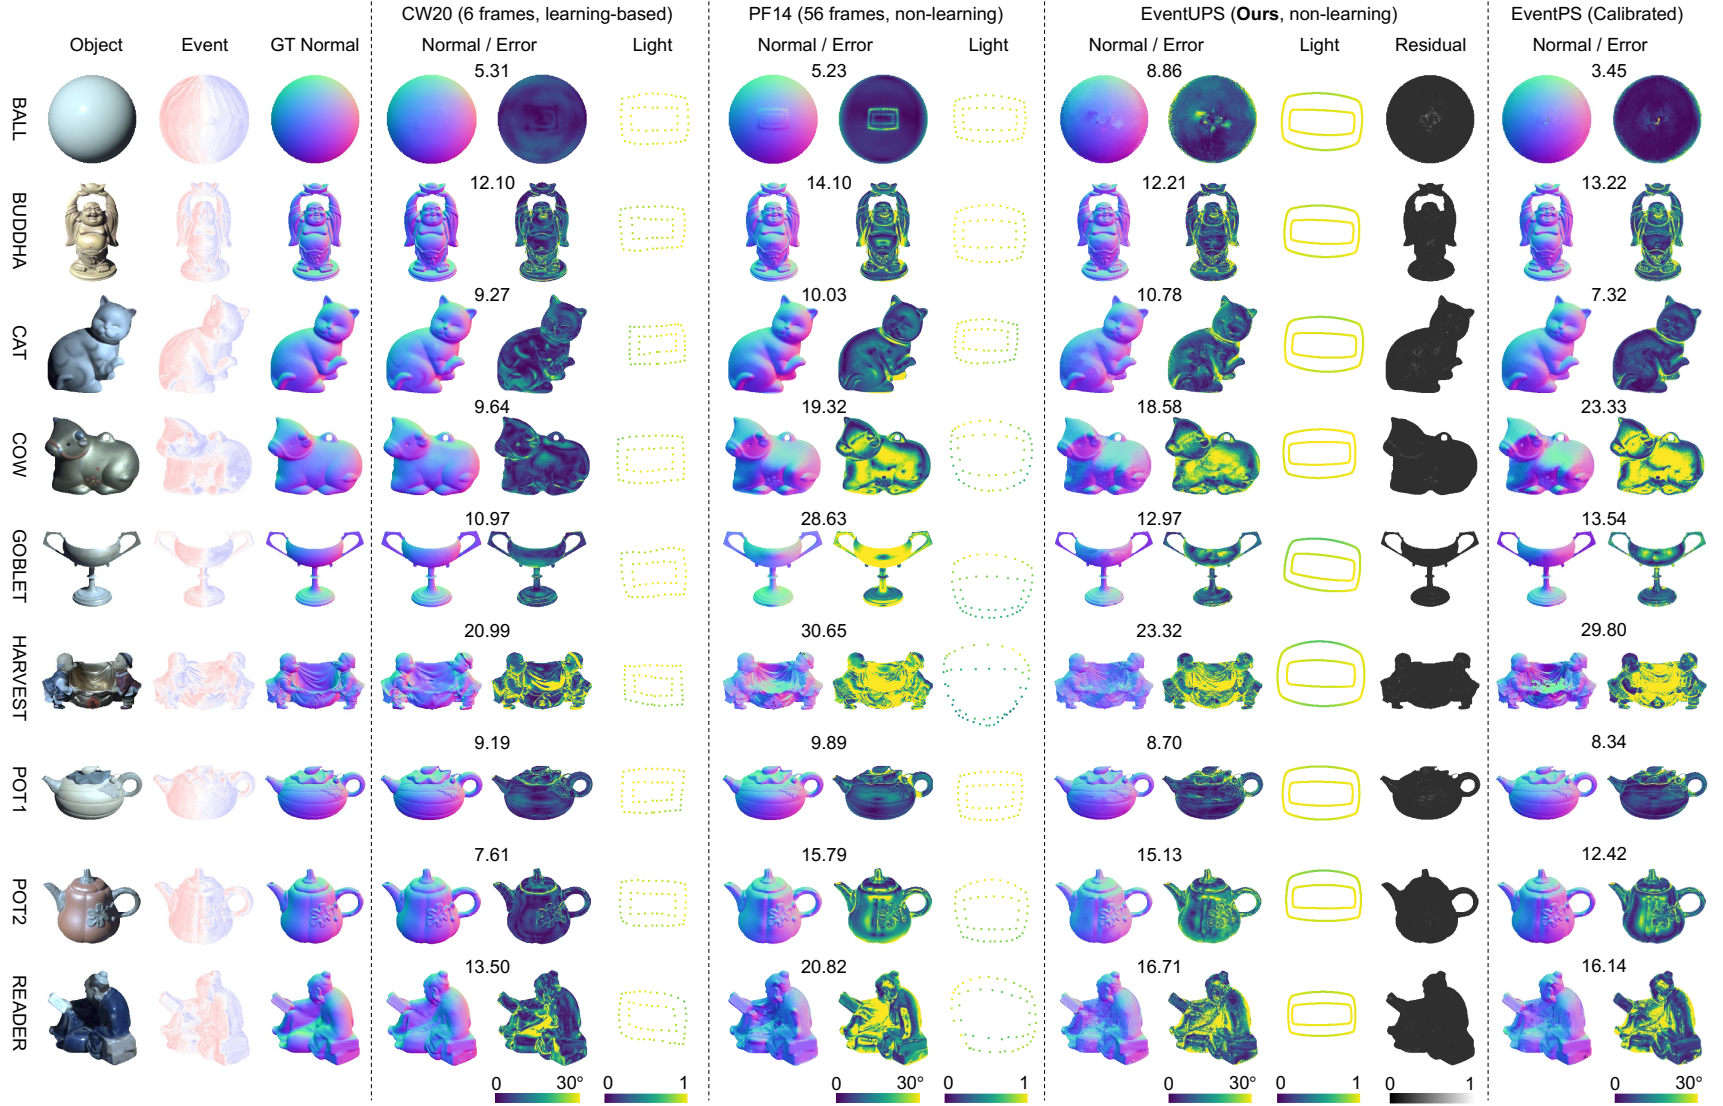 CW20 (6 frames, learning-based) PF14 (56 frames, non-learning) EventUPS (Ours, non-learning) EventPS (Calibrated)
Object Event GT Normal Normal / Error Light Normal / Error Light Normal / Error Light Residual Normal / Error
BALL 5.31 5.23 8.86 3.45
BUDDHA 12.10 14.10 12.21 13.22
CAT 9.27 10.03 10.78 7.32
COW 9.64 19.32 18.58 23.33
GOBLET 10.97 28.63 12.97 13.54
HARVEST 20.99 30.65 23.32 29.80
POT1 9.19 9.89 8.70 8.34
POT2 7.61 15.79 15.13 12.42
READER 13.50 20.82 16.71 16.14
0 30° 0 1 0 30° 0 1 0 30° 0 1 0 1 0 30°